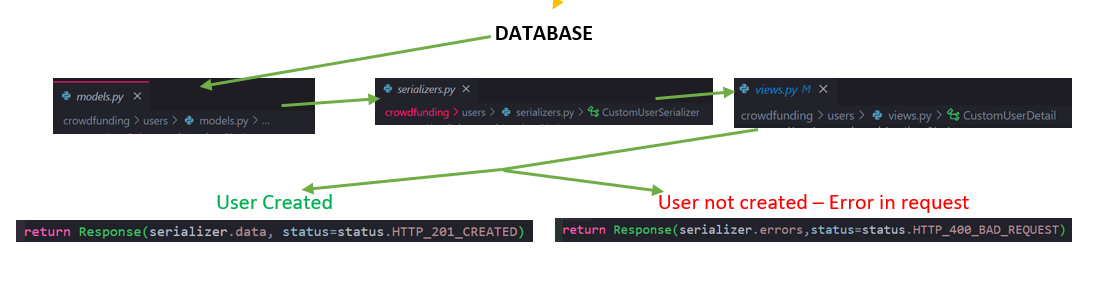 DATABASE
models.py ×
crowdfunding > users > models.py > ...
serializers.py ×
crowdfunding > users > serializers.py > CustomUserSerializer
views.py M ×
crowdfunding > users > views.py > CustomUserDetail
User Created
return Response(serializer.data, status=status.HTTP_201_CREATED)
User not created – Error in request
return Response(serializer.errors,status=status.HTTP_400_BAD_REQUEST)